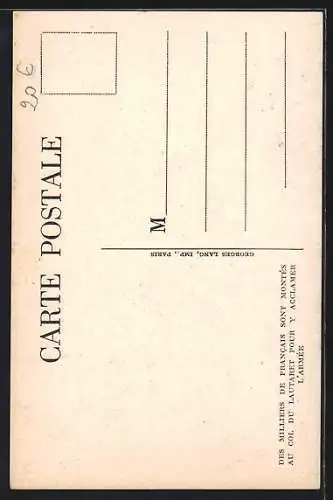 CARTE POSTALE
20€
M
GEORGES LANG, IMP., PARIS
DES MILLIERS DE FRANÇAIS SONT MONTÉS
AU COL DU LAUTARET POUR Y ACCLAMER
L'ARMÉE